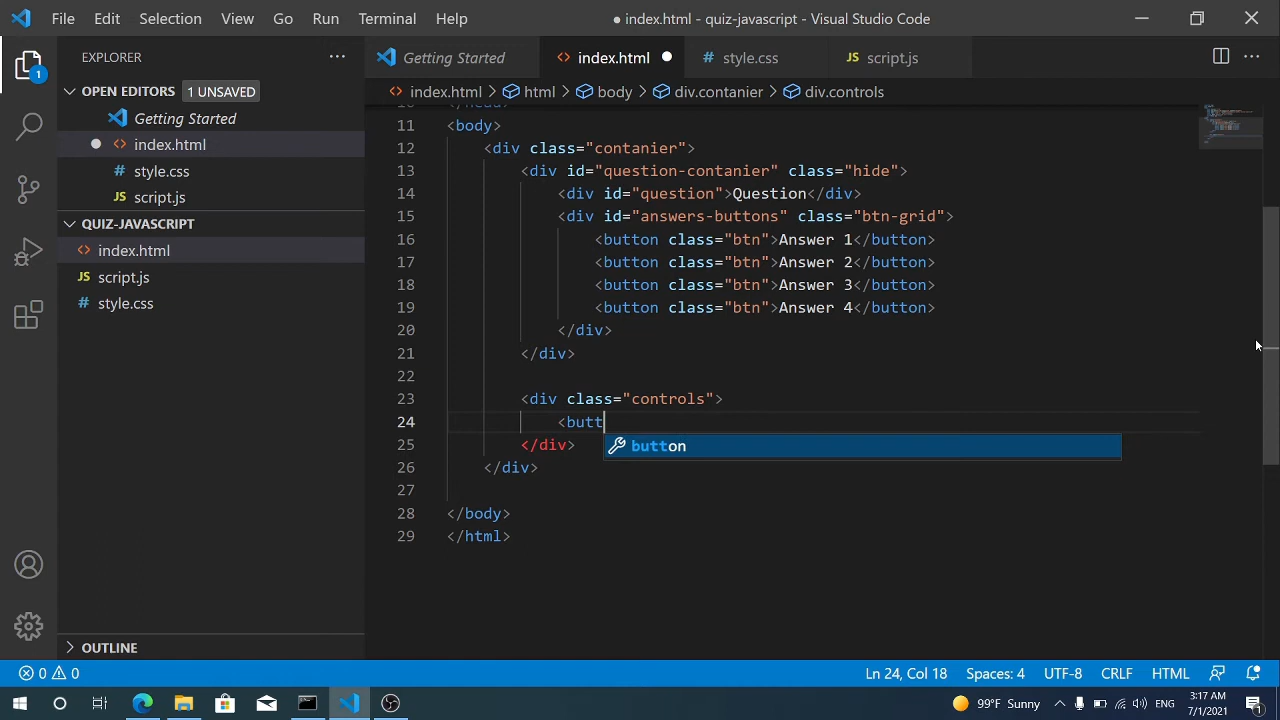 File Edit Selection View Go Run Terminal Help ● index.html - quiz-javascript - Visual Studio Code
EXPLORER
OPEN EDITORS 1 UNSAVED
Getting Started
index.html
style.css
script.js
QUIZ-JAVASCRIPT
index.html
script.js
style.css
OUTLINE
1
Getting Started index.html style.css script.js
index.html > html > body > div.contanier > div.controls
10 </head>
11 <body>
12 <div class="contanier">
13 <div id="question-contanier" class="hide">
14 <div id="question">Question</div>
15 <div id="answers-buttons" class="btn-grid">
16 <button class="btn">Answer 1</button>
17 <button class="btn">Answer 2</button>
18 <button class="btn">Answer 3</button>
19 <button class="btn">Answer 4</button>
20 </div>
21 </div>
22
23 <div class="controls">
24 <butt
button
25 </div>
26 </div>
27
28 </body>
29 </html>
0 0 Ln 24, Col 18 Spaces: 4 UTF-8 CRLF HTML
99°F Sunny ENG 3:17 AM
7/1/2021 1